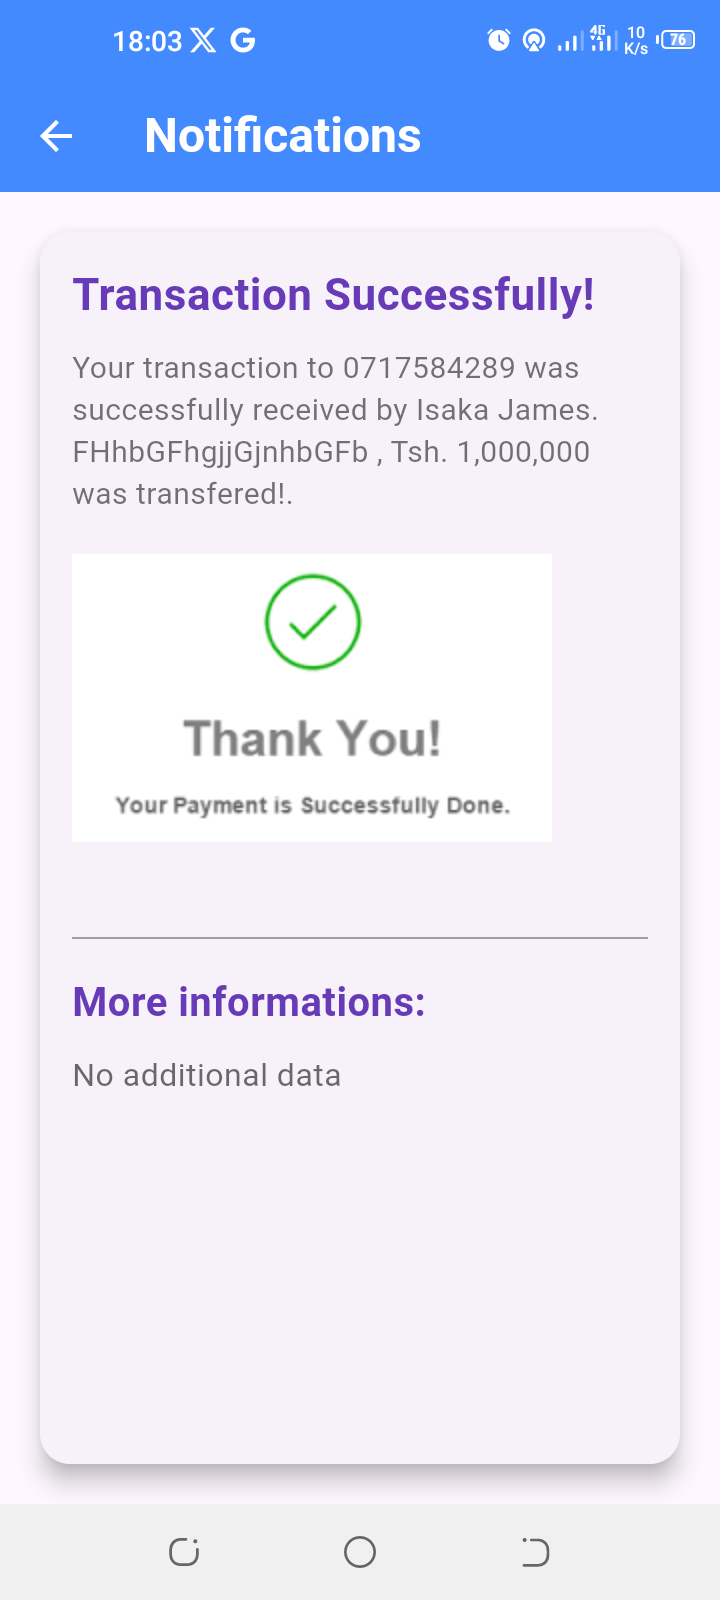 18:03
4G
10
K/s
76
Notifications
Transaction Successfully!
Your transaction to 0717584289 was
successfully received by Isaka James.
FHhbGFhgjjGjnhbGFb , Tsh. 1,000,000
was transfered!.
Thank You!
Your Payment is Successfully Done.
More informations:
No additional data